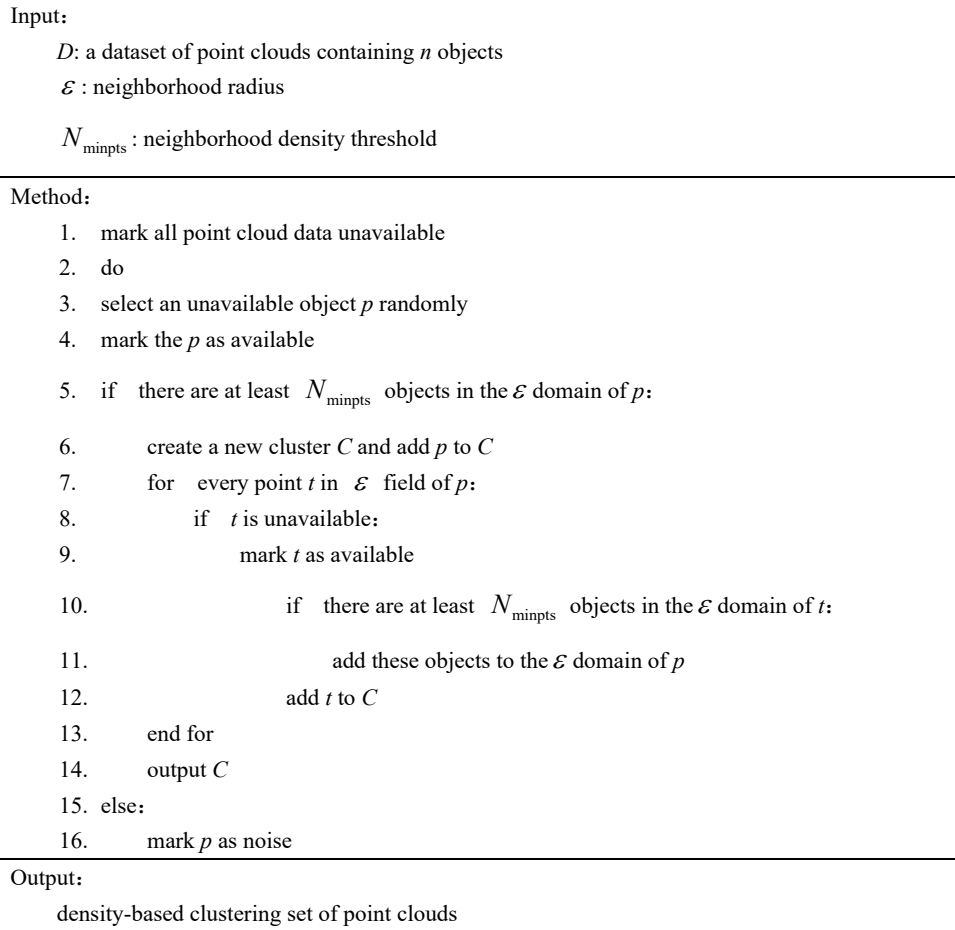 Input：
D: a dataset of point clouds containing n objects
ε : neighborhood radius
N minpts : neighborhood density threshold
Method：
1. mark all point cloud data unavailable
2. do
3. select an unavailable object p randomly
4. mark the p as available
5. if there are at least N minpts objects in the ε domain of p：
6. create a new cluster C and add p to C
7. for every point t in ε field of p：
8. if t is unavailable：
9. mark t as available
10. if there are at least N minpts objects in the ε domain of t：
11. add these objects to the ε domain of p
12. add t to C
13. end for
14. output C
15. else：
16. mark p as noise
Output：
density-based clustering set of point clouds